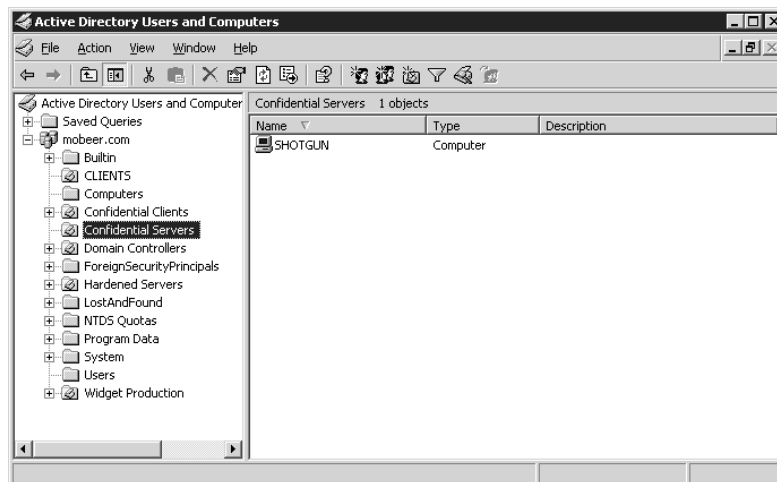 Active Directory Users and Computers
File Action View Window Help
Active Directory Users and Computer
Saved Queries
mobeer.com
Builtin
CLIENTS
Computers
Confidential Clients
Confidential Servers
Domain Controllers
ForeignSecurityPrincipals
Hardened Servers
LostAndFound
NTDS Quotas
Program Data
System
Users
Widget Production
Confidential Servers 1 objects
Name Type Description
SHOTGUN Computer